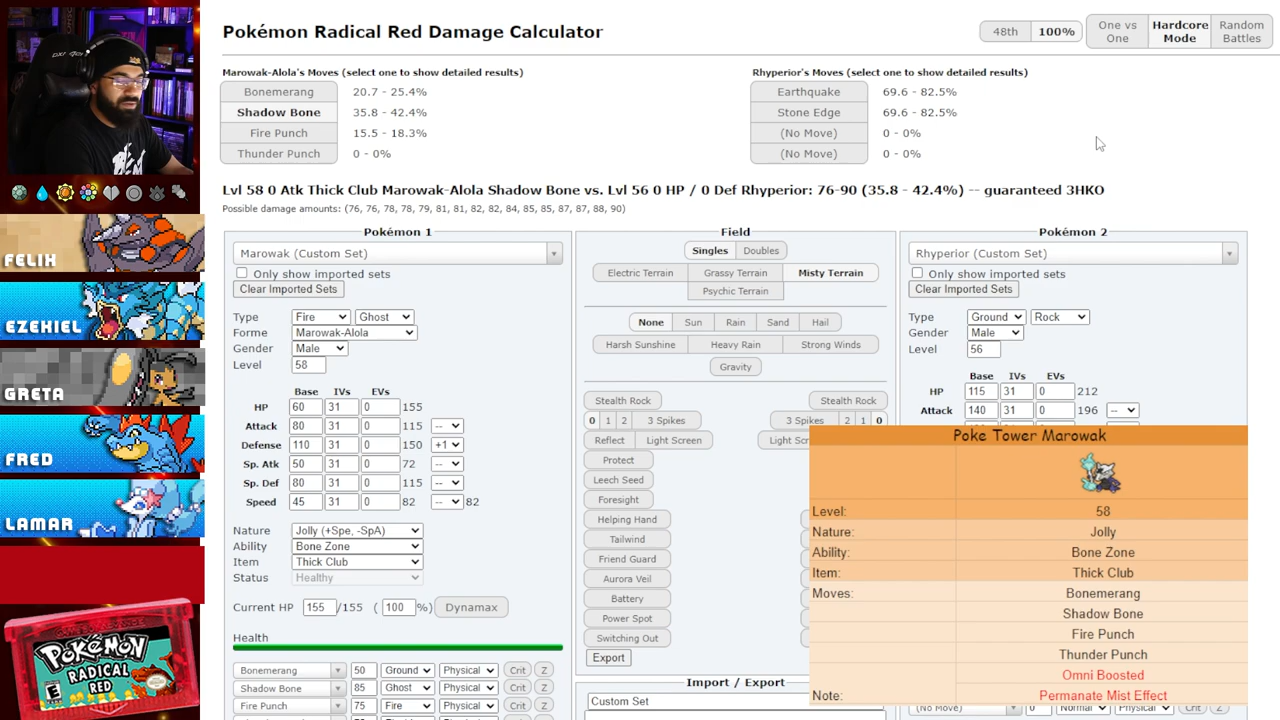 Pokémon Radical Red Damage Calculator
48th 100% One vs One Hardcore Mode Random Battles
Marowak-Alola's Moves (select one to show detailed results)
Bonemerang 20.7 - 25.4%
Shadow Bone 35.8 - 42.4%
Fire Punch 15.5 - 18.3%
Thunder Punch 0 - 0%
Rhyperior's Moves (select one to show detailed results)
Earthquake 69.6 - 82.5%
Stone Edge 69.6 - 82.5%
(No Move) 0 - 0%
(No Move) 0 - 0%
Lvl 58 0 Atk Thick Club Marowak-Alola Shadow Bone vs. Lvl 56 0 HP / 0 Def Rhyperior: 76-90 (35.8 - 42.4%) -- guaranteed 3HKO
Possible damage amounts: (76, 76, 78, 78, 79, 81, 81, 82, 82, 84, 85, 85, 87, 87, 88, 90)
FELIX
EZEKIEL
GRETA
FRED
LAMAR
POKéMON
RADICAL
RED
Pokémon 1
Marowak (Custom Set)
Only show imported sets
Clear Imported Sets
Type Fire Ghost
Forme Marowak-Alola
Gender Male
Level 58
Base IVs EVs
HP 60 31 0 155
Attack 80 31 0 115 --
Defense 110 31 0 150 +1
Sp. Atk 50 31 0 72 --
Sp. Def 80 31 0 115 --
Speed 45 31 0 82 -- 82
Nature Jolly (+Spe, -SpA)
Ability Bone Zone
Item Thick Club
Status Healthy
Current HP 155 /155 ( 100 %) Dynamax
Health
Bonemerang 50 Ground Physical Crit Z
Shadow Bone 85 Ghost Physical Crit Z
Fire Punch 75 Fire Physical Crit Z
Field
Singles Doubles
Electric Terrain Grassy Terrain Misty Terrain
Psychic Terrain
None Sun Rain Sand Hail
Harsh Sunshine Heavy Rain Strong Winds
Gravity
Stealth Rock Stealth Rock
0 1 2 3 Spikes 3 Spikes 2 1 0
Reflect Light Screen Reflect Light Scr
Protect
Leech Seed
Foresight
Helping Hand
Tailwind
Friend Guard
Aurora Veil
Battery
Power Spot
Switching Out
Export
Import / Export
Custom Set
Pokémon 2
Rhyperior (Custom Set)
Only show imported sets
Clear Imported Sets
Type Ground Rock
Gender Male
Level 56
Base IVs EVs
HP 115 31 0 212
Attack 140 31 0 196 --
Poke Tower Marowak
Level: 58
Nature: Jolly
Ability: Bone Zone
Item: Thick Club
Moves: Bonemerang
Shadow Bone
Fire Punch
Thunder Punch
Omni Boosted
Note: Permanate Mist Effect
(No Move) 0 Normal Physical Crit Z